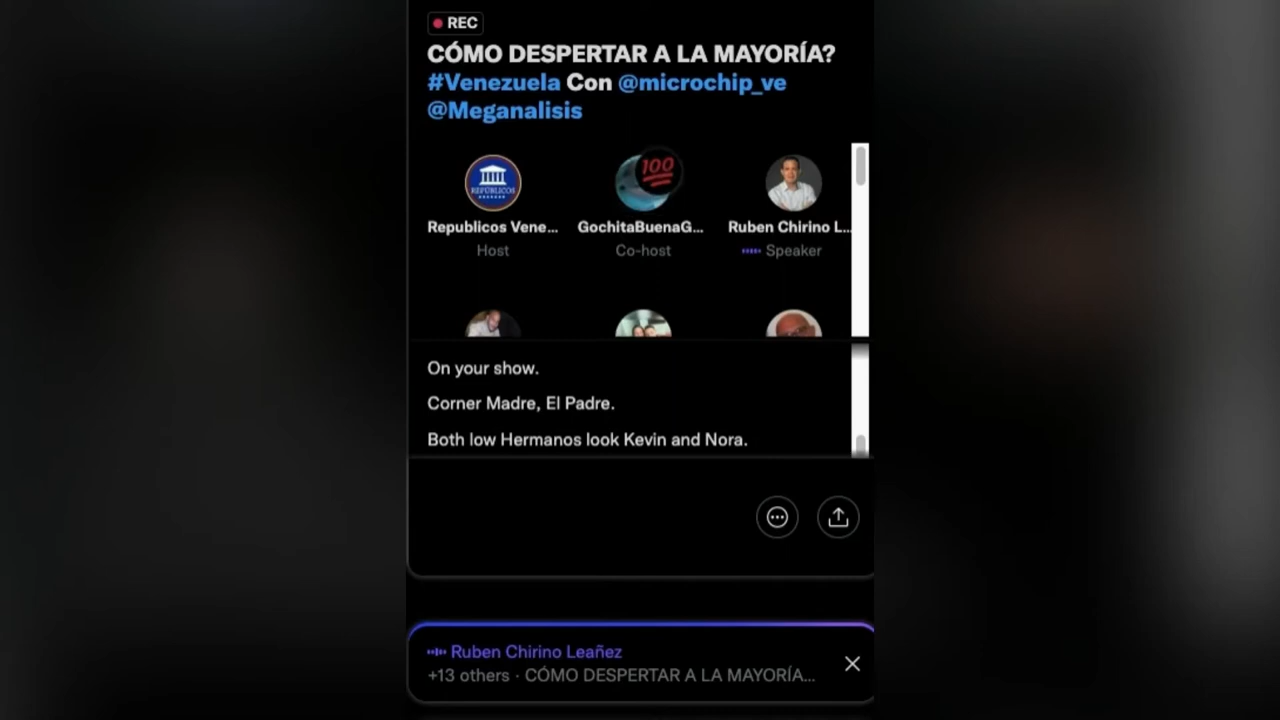 REC
CÓMO DESPERTAR A LA MAYORÍA?
#Venezuela Con @microchip_ve
@Meganalisis
100
REPÚBLICOS
Republicos Vene...
GochitaBuenaG...
Ruben Chirino L...
Host
Co-host
Speaker
On your show.
Corner Madre, El Padre.
Both low Hermanos look Kevin and Nora.
Ruben Chirino Leañez
+13 others · CÓMO DESPERTAR A LA MAYORÍA...